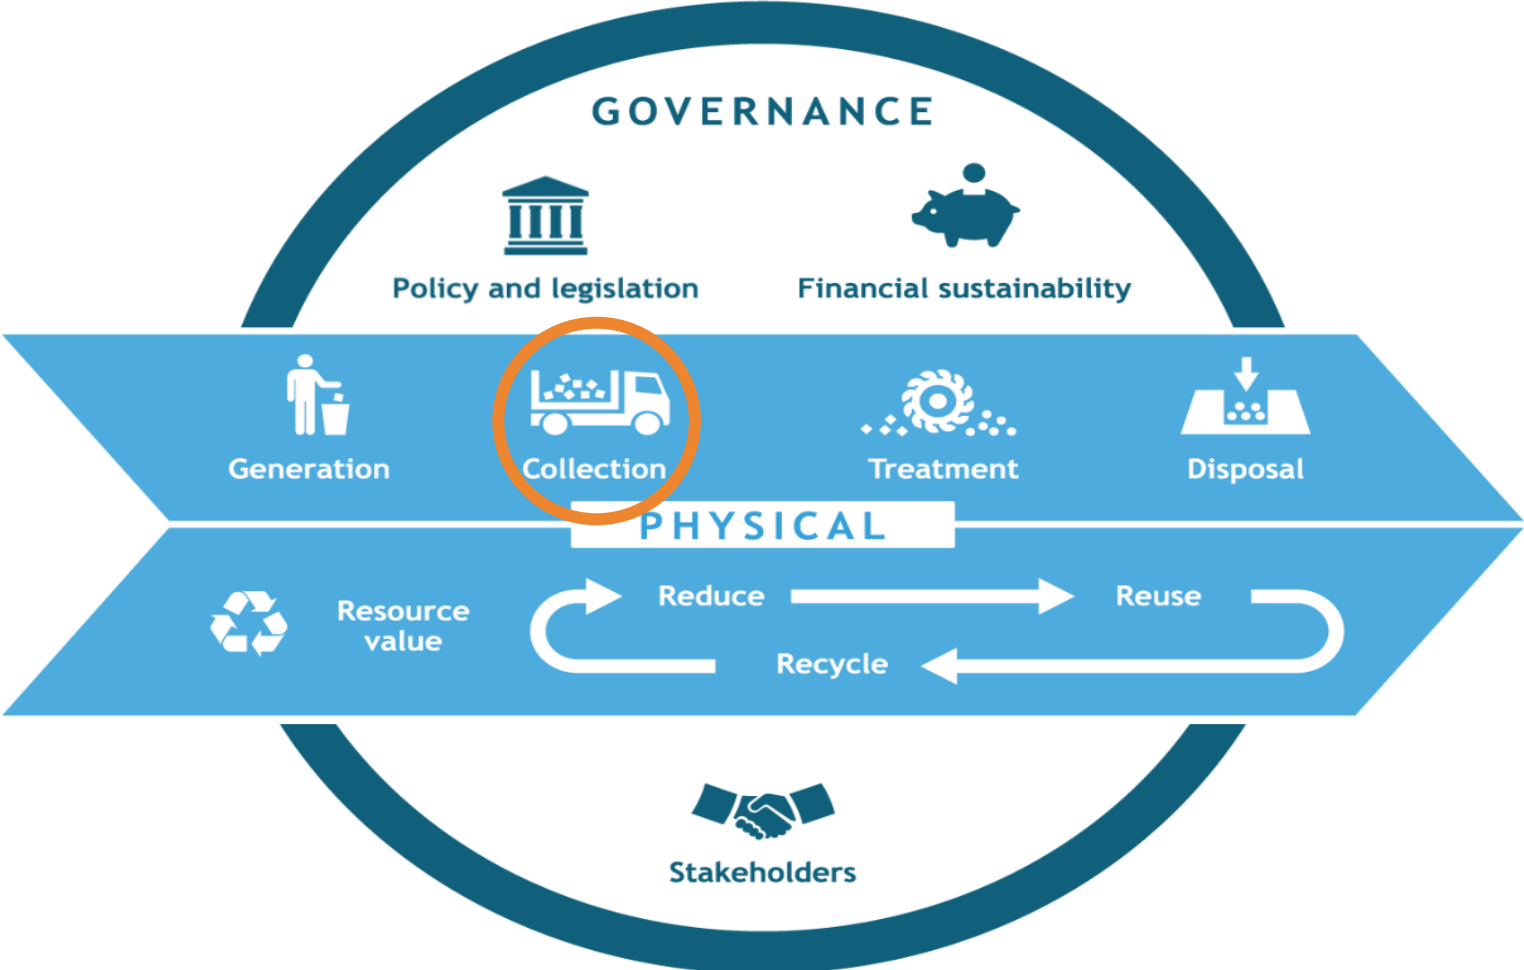 GOVERNANCE
Policy and legislation
Financial sustainability
Generation
Collection
Treatment
Disposal
PHYSICAL
Resource
value
Reduce
Reuse
Recycle
Stakeholders